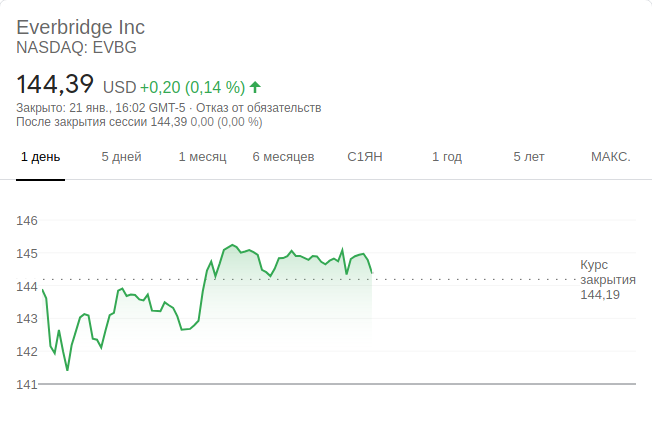 Everbridge Inc
NASDAQ: EVBG
144,39 USD +0,20 (0,14 %)
Закрыто: 21 янв., 16:02 GMT-5 · Отказ от обязательств
После закрытия сессии 144,39 0,00 (0,00 %)
1 день 5 дней 1 месяц 6 месяцев С1ЯН 1 год 5 лет МАКС.
146
145
144
143
142
141
Курс
закрытия
144,19